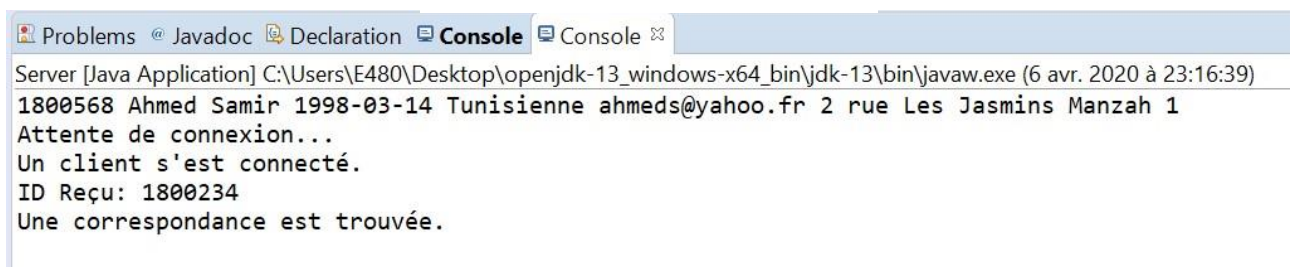 Problems @ Javadoc Declaration Console Console
Server [Java Application] C:\Users\E480\Desktop\openjdk-13_windows-x64_bin\jdk-13\bin\javaw.exe (6 avr. 2020 à 23:16:39)
1800568 Ahmed Samir 1998-03-14 Tunisienne ahmeds@yahoo.fr 2 rue Les Jasmins Manzah 1
Attente de connexion...
Un client s'est connecté.
ID Reçu: 1800234
Une correspondance est trouvée.